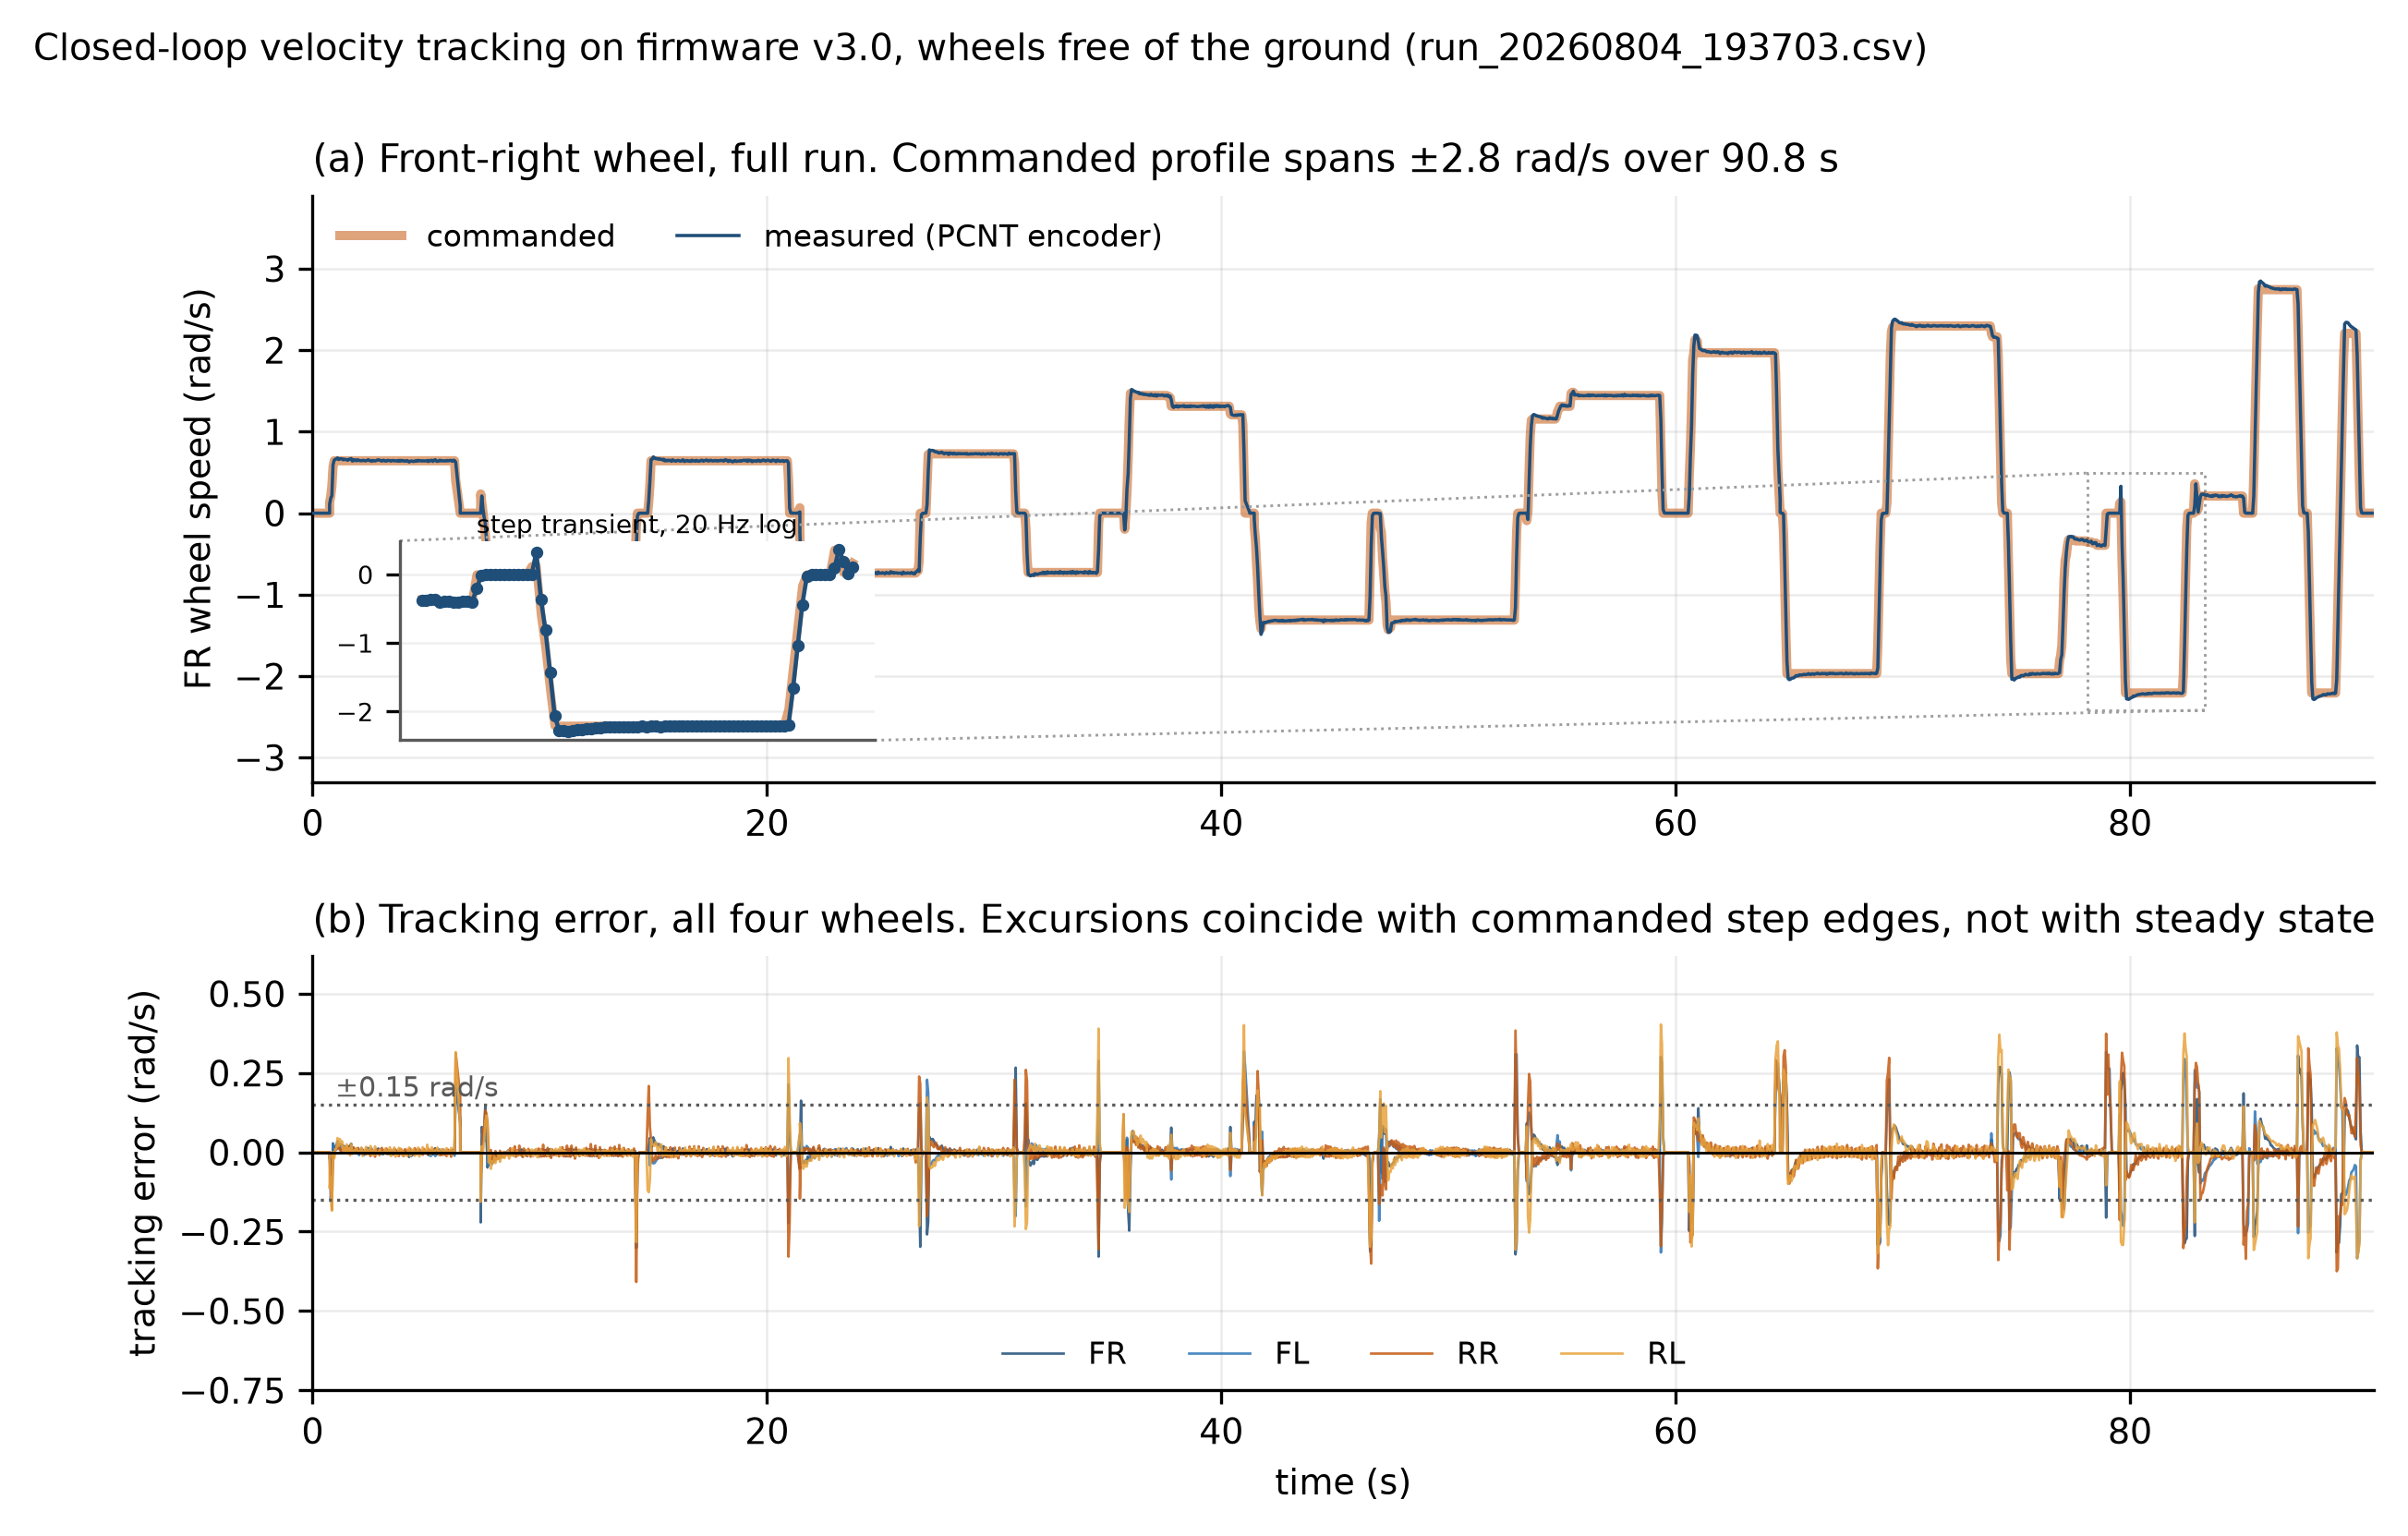 Closed-loop velocity tracking on firmware v3.0, wheels free of the ground (run_20260804_193703.csv)
(a) Front-right wheel, full run. Commanded profile spans ±2.8 rad/s over 90.8 s
commanded
measured (PCNT encoder)
FR wheel speed (rad/s)
3
2
1
0
−1
−2
−3
step transient, 20 Hz log
0
−1
−2
0
20
40
60
80
(b) Tracking error, all four wheels. Excursions coincide with commanded step edges, not with steady state
tracking error (rad/s)
0.50
0.25
0.00
−0.25
−0.50
−0.75
±0.15 rad/s
FR
FL
RR
RL
0
20
40
60
80
time (s)